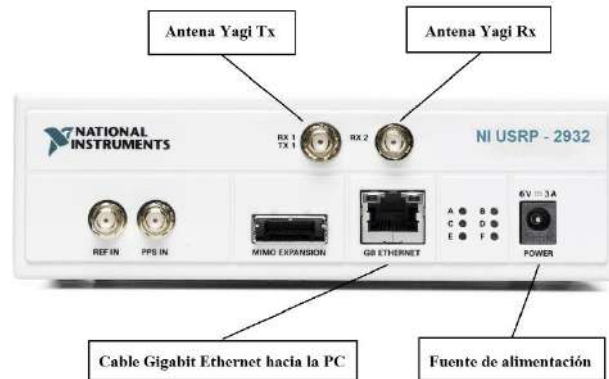 Antena Yagi Tx
Antena Yagi Rx
NATIONAL
INSTRUMENTS
RX 1
TX 1
RX 2
NI USRP - 2932
REF IN
PPS IN
MIMO EXPANSION
GB ETHERNET
A B
C D
E F
6V 3A
POWER
Cable Gigabit Ethernet hacia la PC
Fuente de alimentación